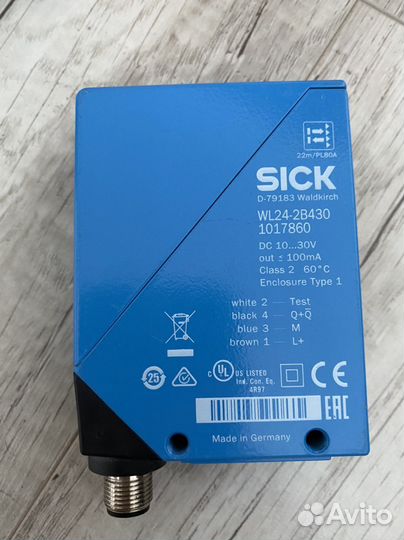 22m/PL80A
SICK
D-79183 Waldkirch
WL24-2B430
1017860
DC 10...30V
out ≤ 100mA
Class 2 60°C
Enclosure Type 1
white 2 — Test
black 4 — Q+Q̅
blue 3 — M
brown 1 — L+
25
C UL US LISTED
Ind. Con. Eq.
4R97
CE
EAC
Made in Germany
Avito